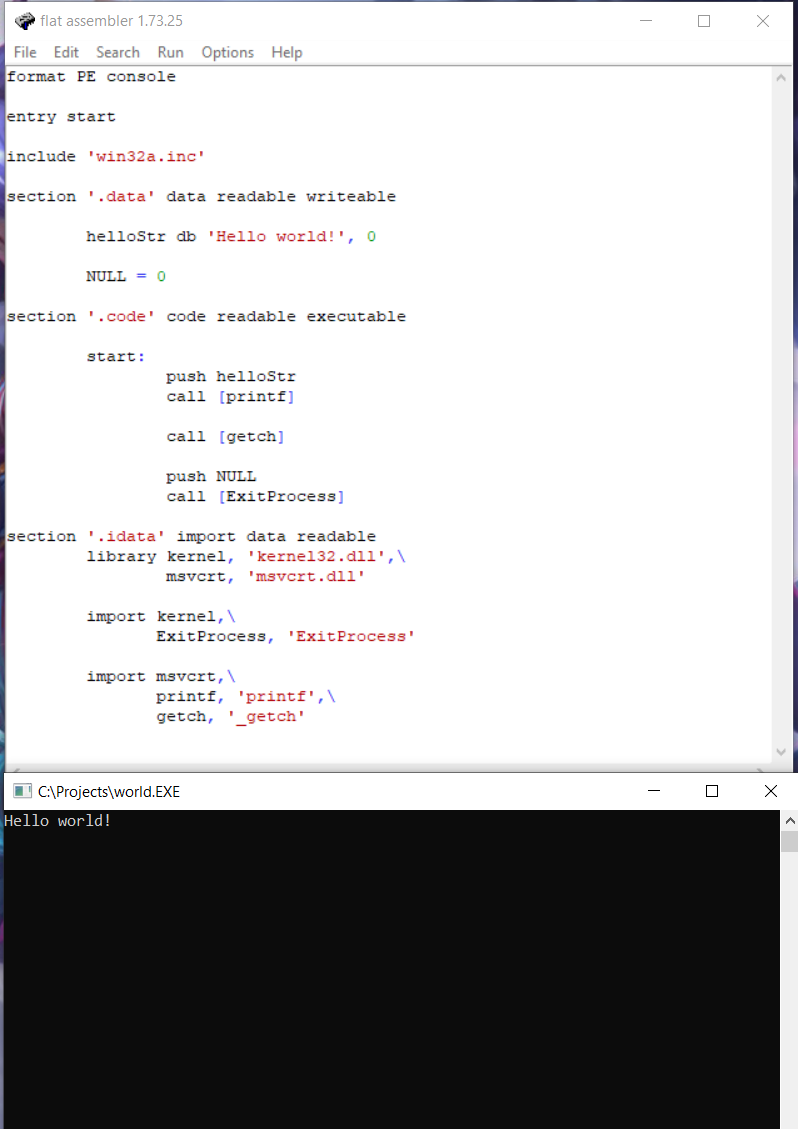 flat assembler 1.73.25
File Edit Search Run Options Help
format PE console
entry start
include 'win32a.inc'
section '.data' data readable writeable
helloStr db 'Hello world!', 0
NULL = 0
section '.code' code readable executable
start:
push helloStr
call [printf]
call [getch]
push NULL
call [ExitProcess]
section '.idata' import data readable
library kernel, 'kernel32.dll',\
msvcrt, 'msvcrt.dll'
import kernel,\
ExitProcess, 'ExitProcess'
import msvcrt,\
printf, 'printf',\
getch, '_getch'
C:\Projects\world.EXE
Hello world!